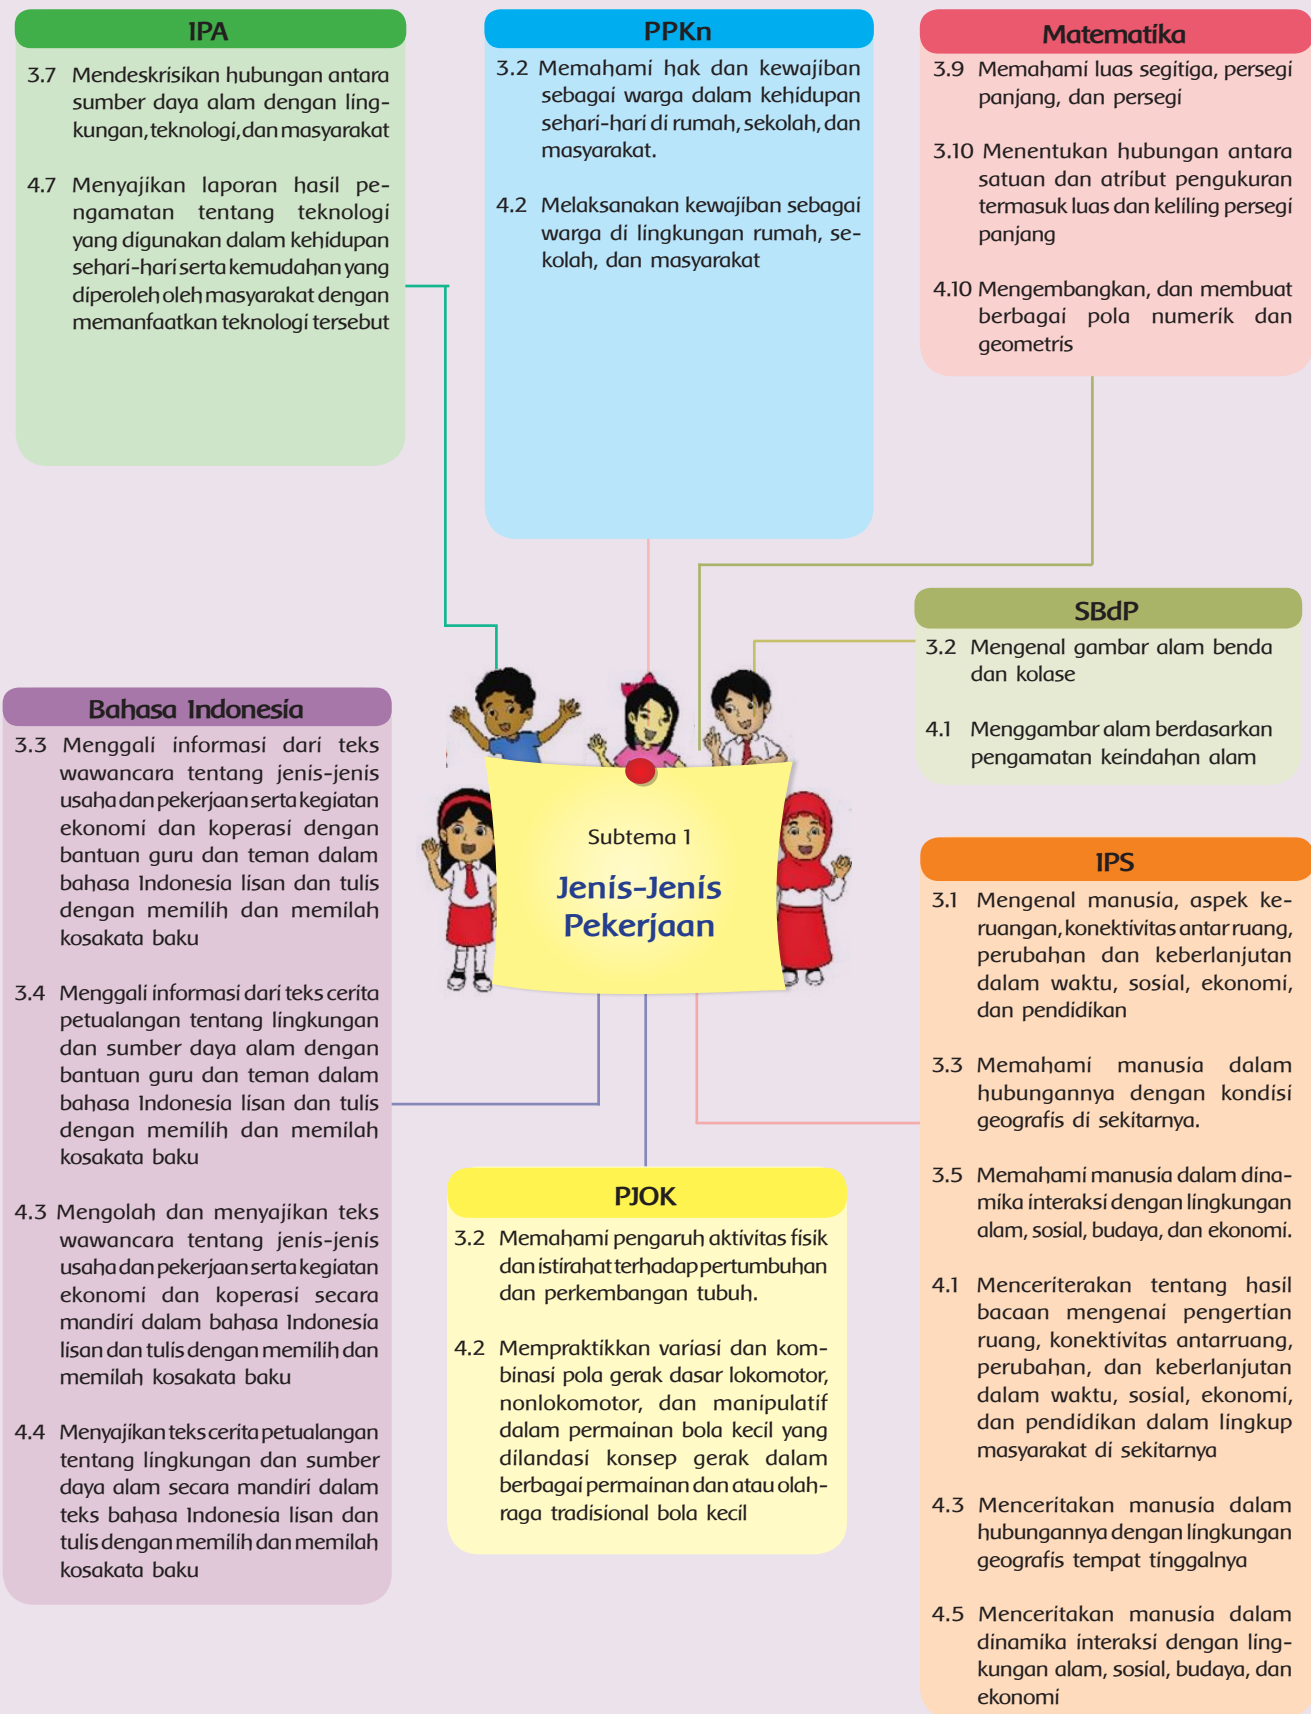 IPA
3.7 Mendeskrisikan hubungan antara
sumber daya alam dengan ling-
kungan, teknologi, dan masyarakat
4.7 Menyajikan laporan hasil pe-
ngamatan tentang teknologi
yang digunakan dalam kehidupan
sehari-hari serta kemudahan yang
diperoleh oleh masyarakat dengan
memanfaatkan teknologi tersebut
PPKn
3.2 Memahami hak dan kewajiban
sebagai warga dalam kehidupan
sehari-hari di rumah, sekolah, dan
masyarakat.
4.2 Melaksanakan kewajiban sebagai
warga di lingkungan rumah, se-
kolah, dan masyarakat
Matematika
3.9 Memahami luas segitiga, persegi
panjang, dan persegi
3.10 Menentukan hubungan antara
satuan dan atribut pengukuran
termasuk luas dan keliling persegi
panjang
4.10 Mengembangkan, dan membuat
berbagai pola numerik dan
geometris
SBdP
3.2 Mengenal gambar alam benda
dan kolase
4.1 Menggambar alam berdasarkan
pengamatan keindahan alam
Bahasa Indonesia
3.3 Menggali informasi dari teks
wawancara tentang jenis-jenis
usaha dan pekerjaan serta kegiatan
ekonomi dan koperasi dengan
bantuan guru dan teman dalam
bahasa Indonesia lisan dan tulis
dengan memilih dan memilah
kosakata baku
3.4 Menggali informasi dari teks cerita
petualangan tentang lingkungan
dan sumber daya alam dengan
bantuan guru dan teman dalam
bahasa Indonesia lisan dan tulis
dengan memilih dan memilah
kosakata baku
4.3 Mengolah dan menyajikan teks
wawancara tentang jenis-jenis
usaha dan pekerjaan serta kegiatan
ekonomi dan koperasi secara
mandiri dalam bahasa Indonesia
lisan dan tulis dengan memilih dan
memilah kosakata baku
4.4 Menyajikan teks cerita petualangan
tentang lingkungan dan sumber
daya alam secara mandiri dalam
teks bahasa Indonesia lisan dan
tulis dengan memilih dan memilah
kosakata baku
Subtema 1
Jenis-Jenis
Pekerjaan
PJOK
3.2 Memahami pengaruh aktivitas fisik
dan istirahat terhadap pertumbuhan
dan perkembangan tubuh.
4.2 Mempraktikkan variasi dan kom-
binasi pola gerak dasar lokomotor,
nonlokomotor, dan manipulatif
dalam permainan bola kecil yang
dilandasi konsep gerak dalam
berbagai permainan dan atau olah-
raga tradisional bola kecil
IPS
3.1 Mengenal manusia, aspek ke-
ruangan, konektivitas antar ruang,
perubahan dan keberlanjutan
dalam waktu, sosial, ekonomi,
dan pendidikan
3.3 Memahami manusia dalam
hubungannya dengan kondisi
geografis di sekitarnya.
3.5 Memahami manusia dalam dina-
mika interaksi dengan lingkungan
alam, sosial, budaya, dan ekonomi.
4.1 Menceriterakan tentang hasil
bacaan mengenai pengertian
ruang, konektivitas antarruang,
perubahan, dan keberlanjutan
dalam waktu, sosial, ekonomi,
dan pendidikan dalam lingkup
masyarakat di sekitarnya
4.3 Menceritakan manusia dalam
hubungannya dengan lingkungan
geografis tempat tinggalnya
4.5 Menceritakan manusia dalam
dinamika interaksi dengan ling-
kungan alam, sosial, budaya, dan
ekonomi